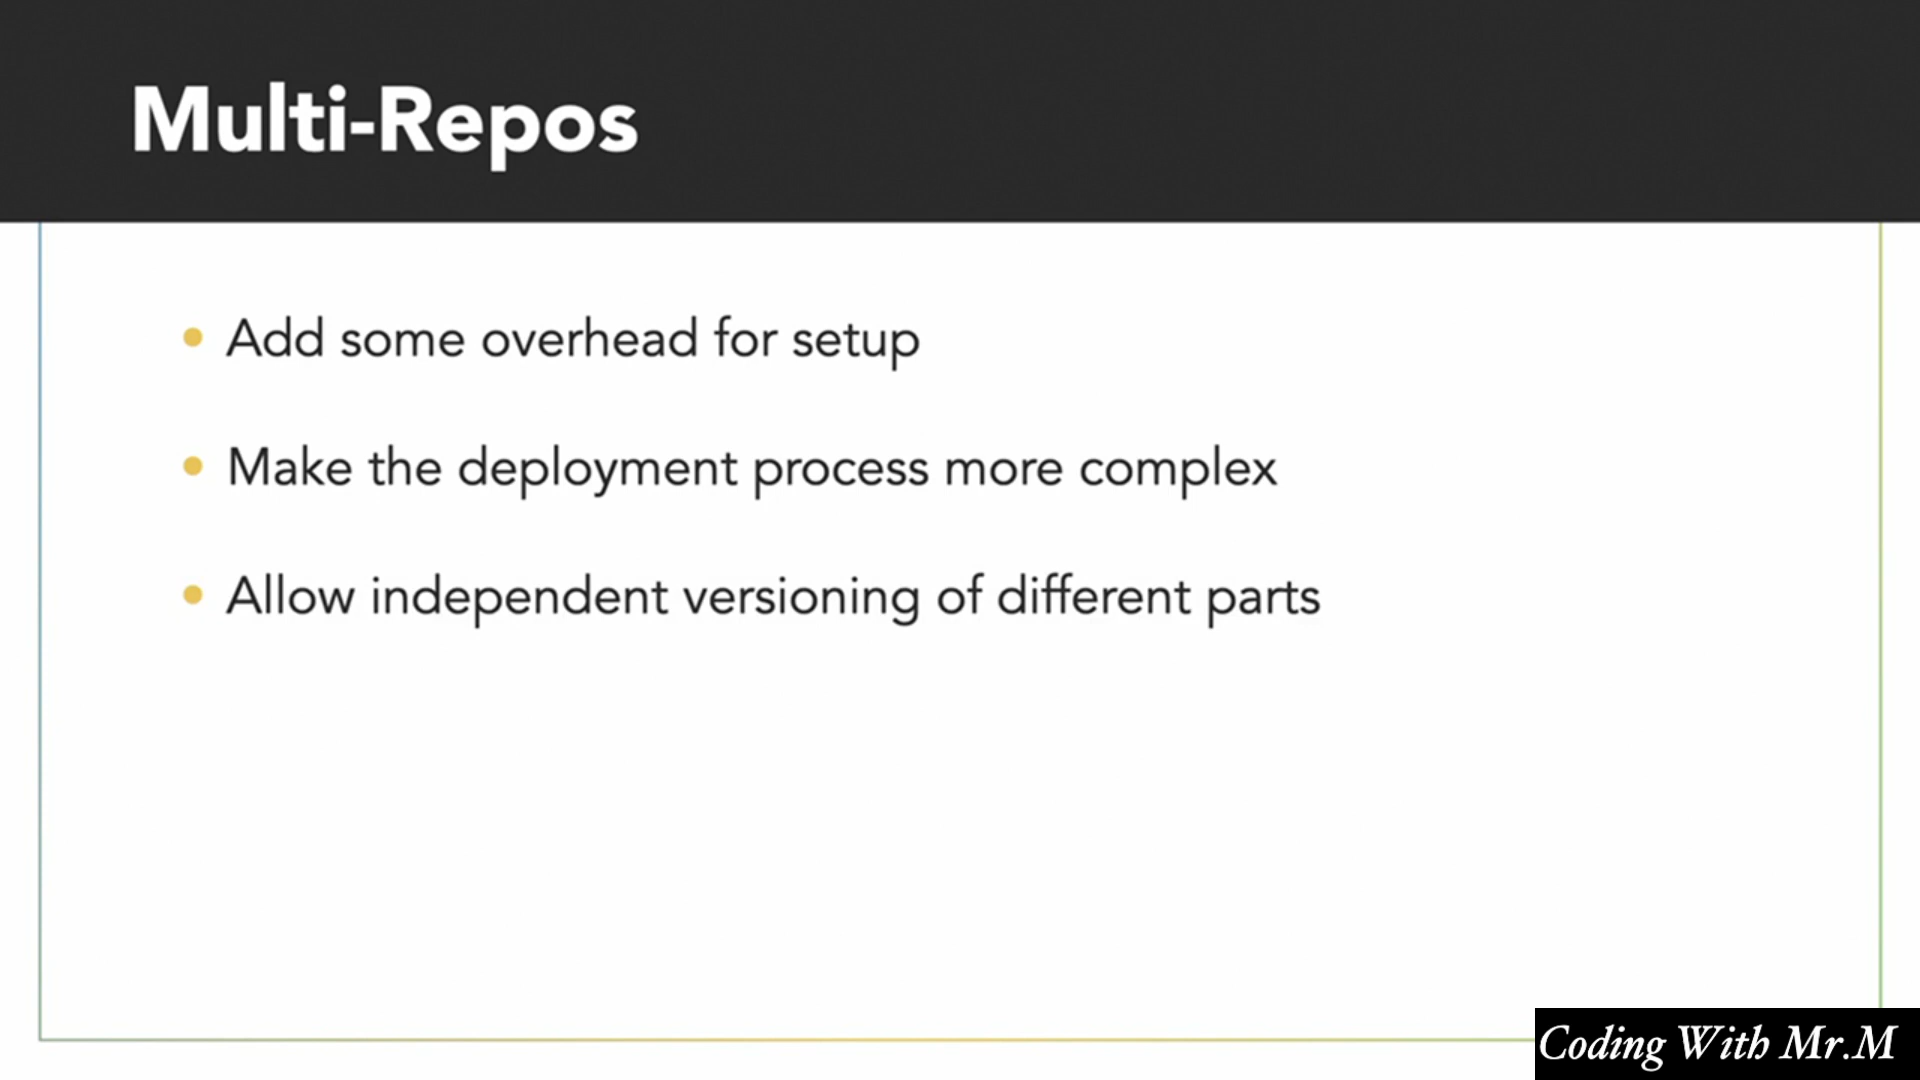 Multi-Repos
• Add some overhead for setup
• Make the deployment process more complex
• Allow independent versioning of different parts
Coding With Mr.M